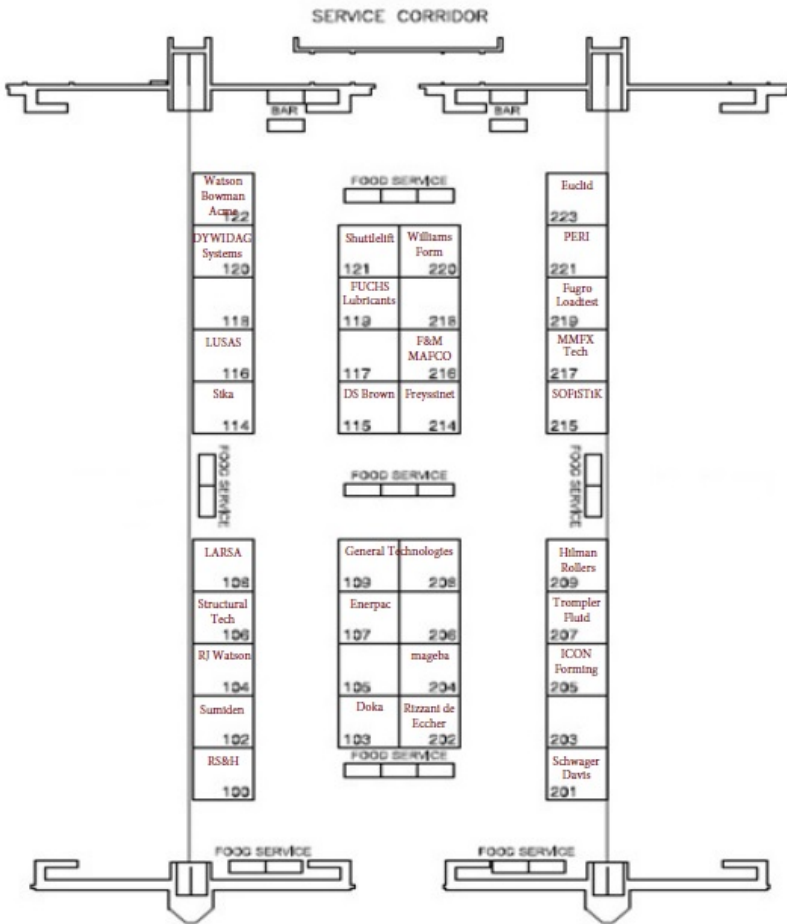 SERVICE CORRIDOR
BAR
BAR
FOOD SERVICE
Watson
Bowman
Acme
122
Euclid
223
DYWIDAG
Systems
120
Shuttlelift
121
Williams
Form
220
PERI
221
118
FUCHS
Lubricants
119
218
Fugro
Loadtest
219
LUSAS
116
117
F&M
MAFCO
216
MMFX
Tech
217
Sika
114
DS Brown
115
Freyssinet
214
SOFiSTiK
215
FOOD SERVICE
FOOD SERVICE
FOOD SERVICE
LARSA
108
General Technologies
109
208
Hilman
Rollers
209
Structural
Tech
106
Enerpac
107
206
Trompler
Fluid
207
RJ Watson
104
105
mageba
204
ICON
Forming
205
Sumiden
102
Doka
103
Rizzani de
Eccher
202
203
FOOD SERVICE
RS&H
100
Schwager
Davis
201
FOOD SERVICE
FOOD SERVICE